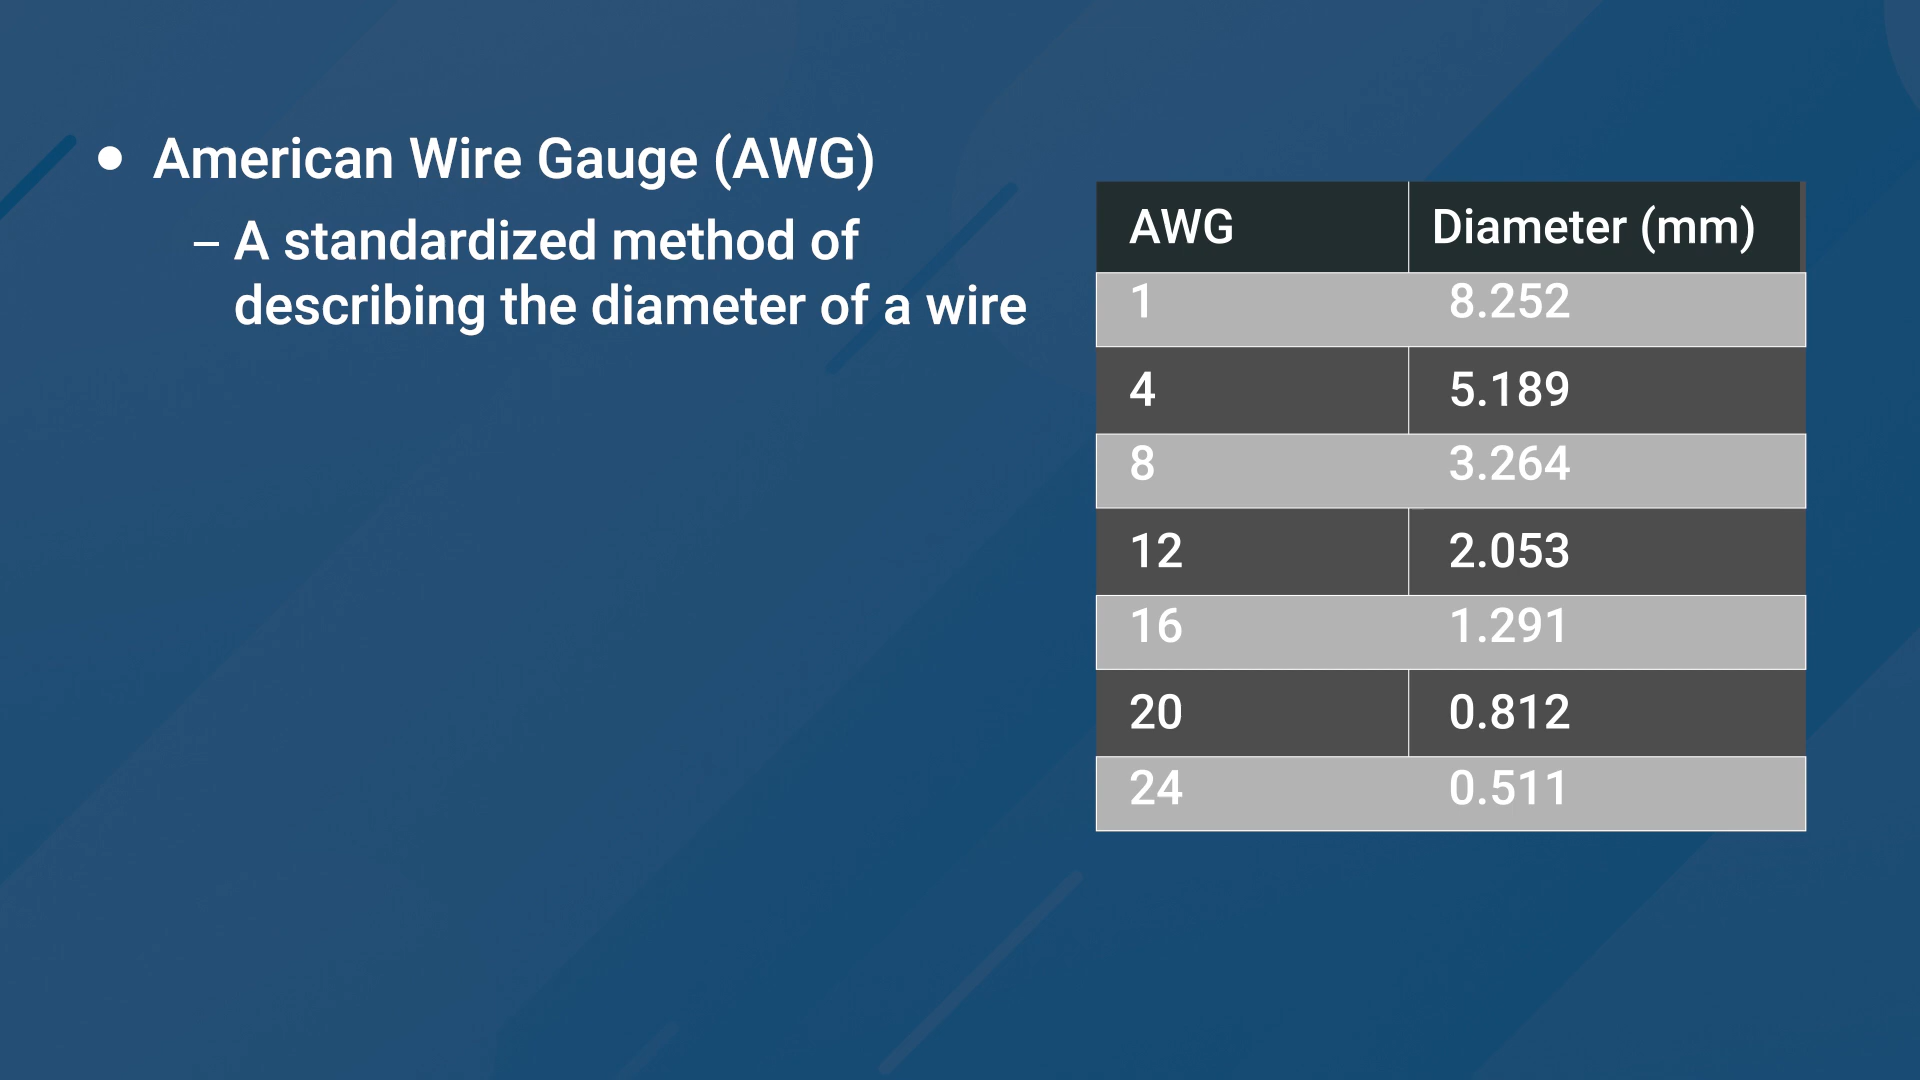 ● American Wire Gauge (AWG)
– A standardized method of
describing the diameter of a wire
AWG Diameter (mm)
1 8.252
4 5.189
8 3.264
12 2.053
16 1.291
20 0.812
24 0.511